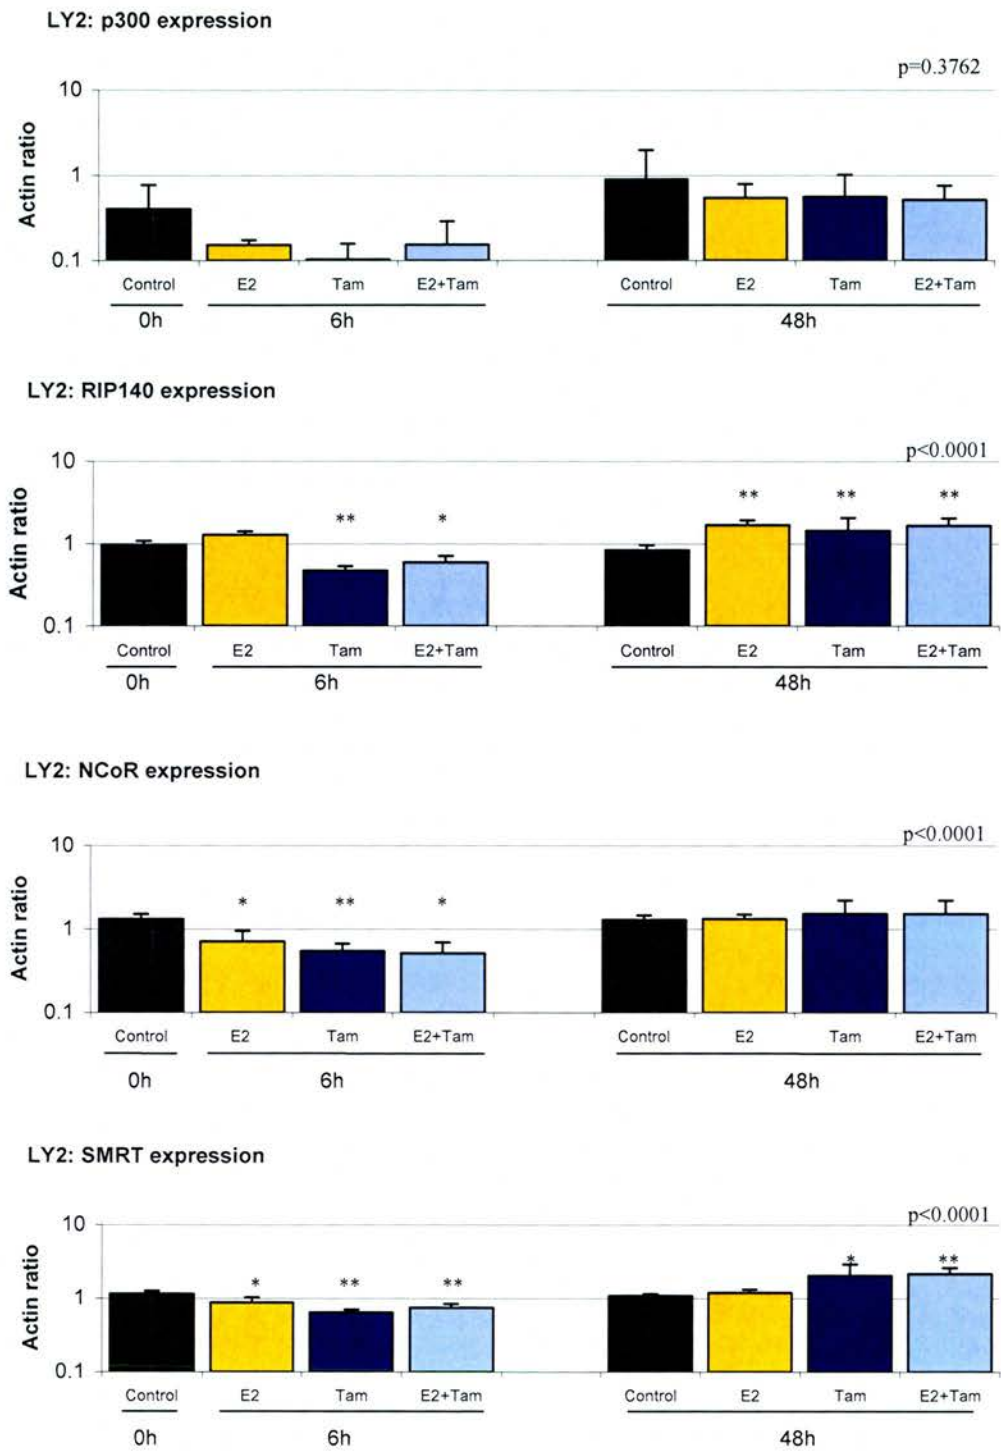 LY2: p300 expression
p=0.3762
10
1
0.1
Actin ratio
Control E2 Tam E2+Tam Control E2 Tam E2+Tam
0h 6h 48h
LY2: RIP140 expression
p<0.0001
10
** ** **
** *
1
0.1
Actin ratio
Control E2 Tam E2+Tam Control E2 Tam E2+Tam
0h 6h 48h
LY2: NCoR expression
p<0.0001
10
* ** *
1
0.1
Actin ratio
Control E2 Tam E2+Tam Control E2 Tam E2+Tam
0h 6h 48h
LY2: SMRT expression
p<0.0001
10
* **
* ** **
1
0.1
Actin ratio
Control E2 Tam E2+Tam Control E2 Tam E2+Tam
0h 6h 48h